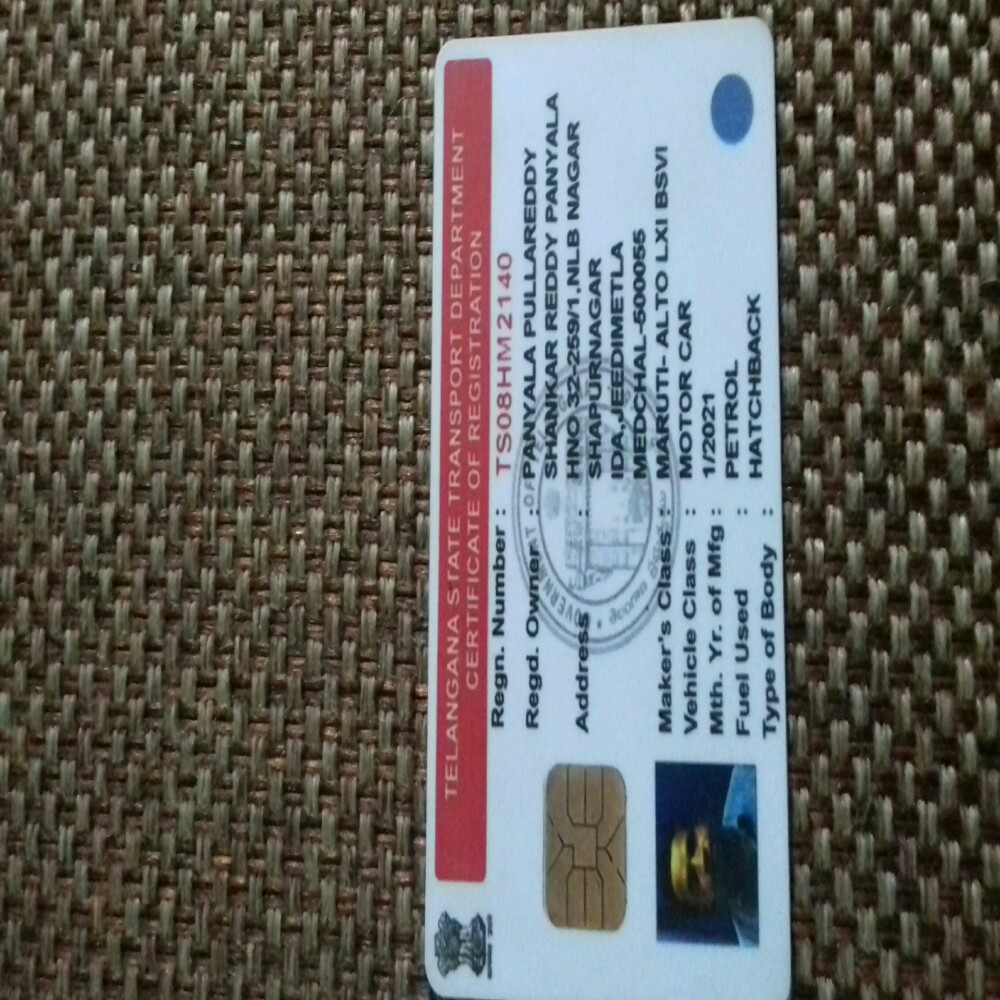 TELANGANA STATE TRANSPORT DEPARTMENT
CERTIFICATE OF REGISTRATION
Regn. Number : TS08HM2140
Regd. Owner : PANYALA PULLAREDDY
SHANKAR REDDY PANYALA
Address : HNO 32-259/1,NLB NAGAR
SHAPURNAGAR
IDA,JEEDIMETLA
MEDCHAL-500055
Maker's Class : MARUTI- ALTO LXI BSVI
Vehicle Class : MOTOR CAR
Mth. Yr. of Mfg : 1/2021
Fuel Used : PETROL
Type of Body : HATCHBACK